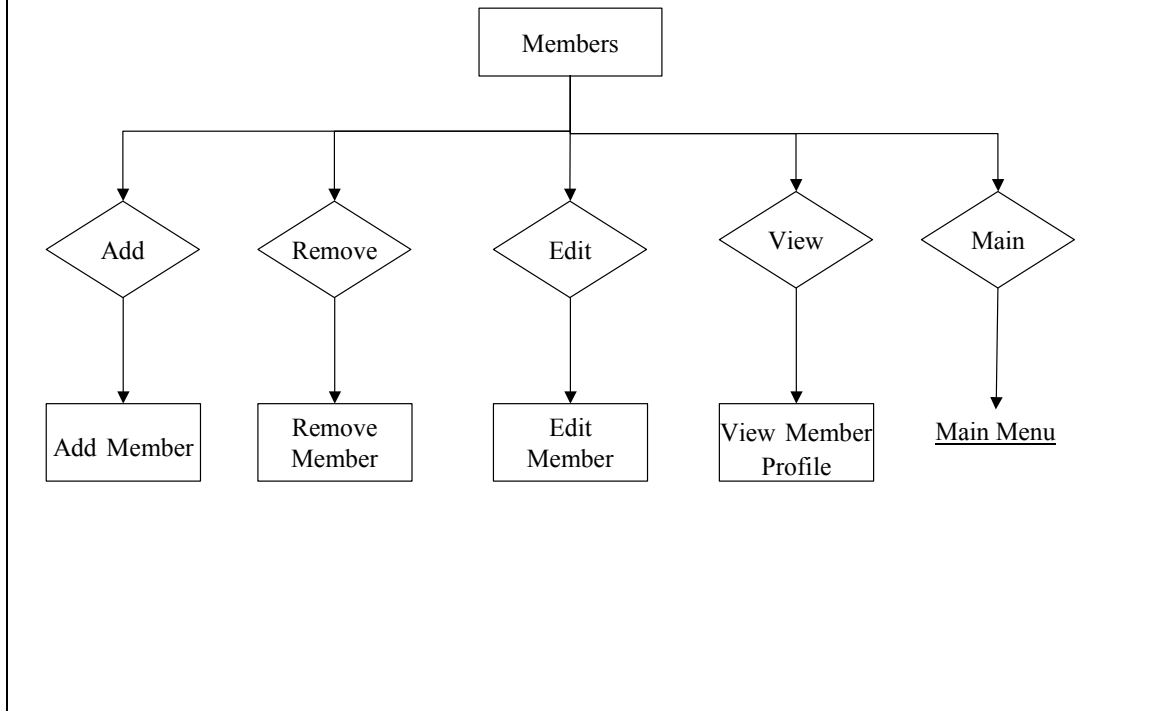 Members
Add
Remove
Edit
View
Main
Add Member
Remove
Member
Edit
Member
View Member
Profile
Main Menu